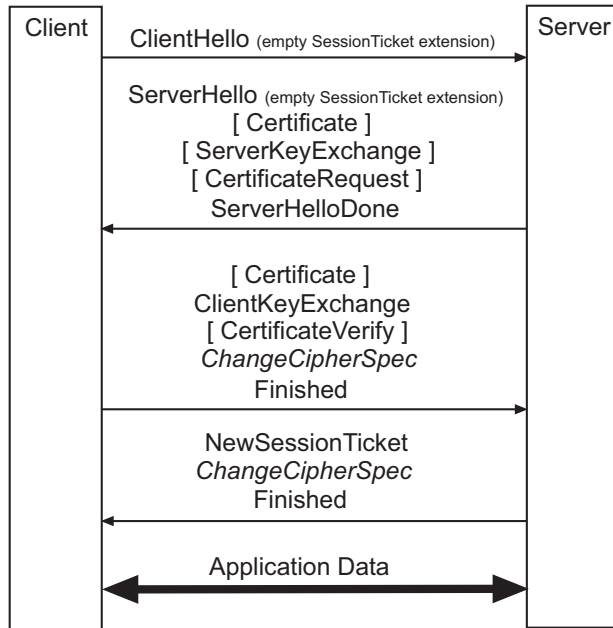 Client
Server
ClientHello (empty SessionTicket extension)
ServerHello (empty SessionTicket extension)
[ Certificate ]
[ ServerKeyExchange ]
[ CertificateRequest ]
ServerHelloDone
[ Certificate ]
ClientKeyExchange
[ CertificateVerify ]
ChangeCipherSpec
Finished
NewSessionTicket
ChangeCipherSpec
Finished
Application Data